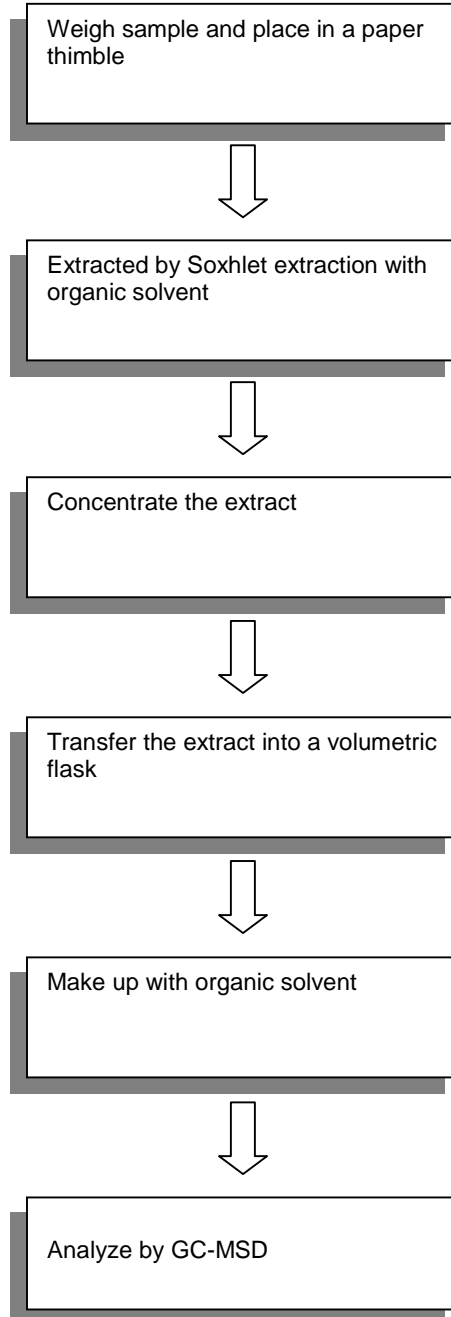 Weigh sample and place in a paper
thimble
Extracted by Soxhlet extraction with
organic solvent
Concentrate the extract
Transfer the extract into a volumetric
flask
Make up with organic solvent
Analyze by GC-MSD